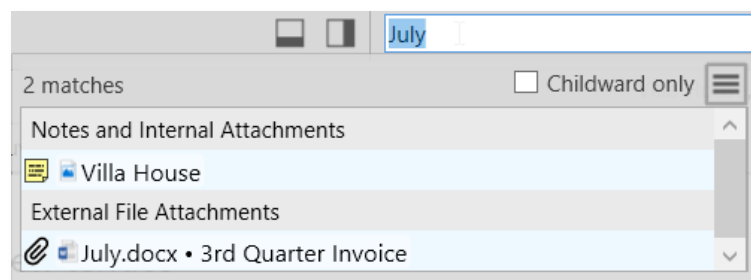 July
2 matches
Childward only
Notes and Internal Attachments
Villa House
External File Attachments
July.docx • 3rd Quarter Invoice